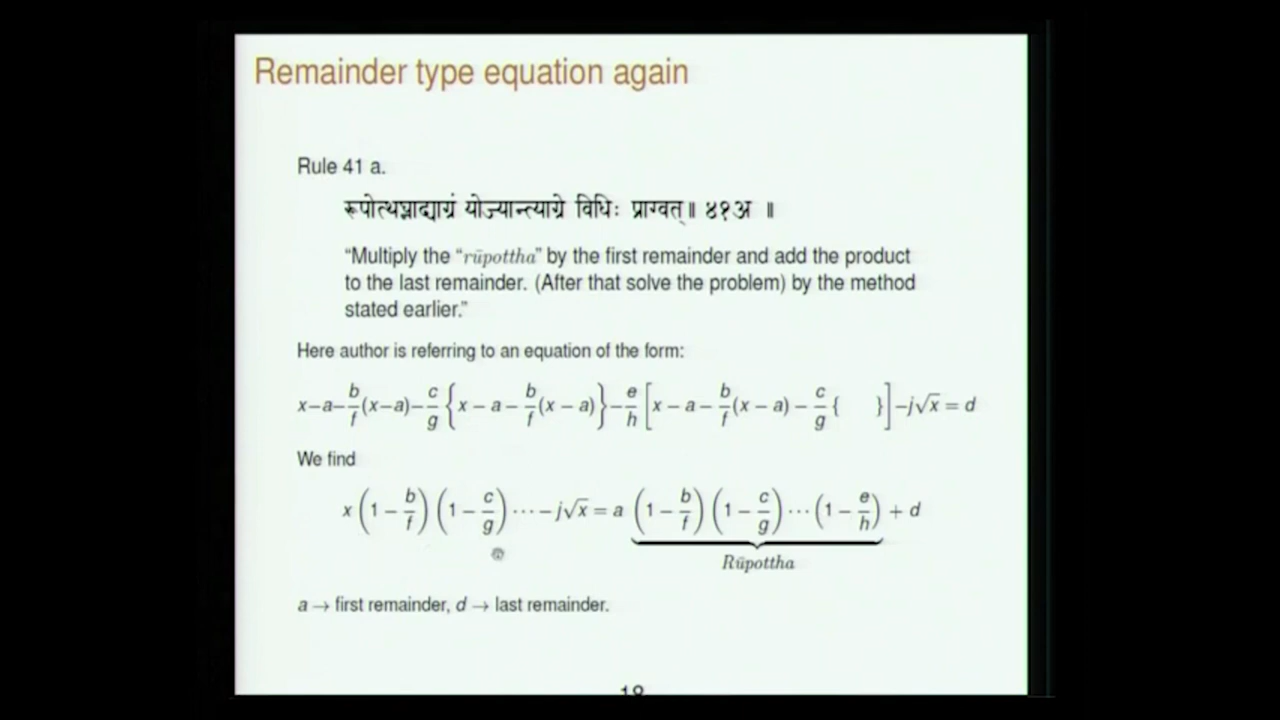 Remainder type equation again
Rule 41 a.
रूपोत्थघ्नाद्याग्रं योज्यान्त्याग्रे विधिः प्राग्वत्॥ ४१अ ॥
“Multiply the “rūpottha” by the first remainder and add the product
to the last remainder. (After that solve the problem) by the method
stated earlier.”
Here author is referring to an equation of the form:
x−a−b/f(x−a)−c/g{x − a − b/f(x − a)}−e/h[x − a − b/f(x − a) − c/g{ }]−j√x = d
We find
x(1 − b/f)(1 − c/g)⋯ − j√x = a (1 − b/f)(1 − c/g)⋯(1 − e/h) + d
Rūpottha
a → first remainder, d → last remainder.